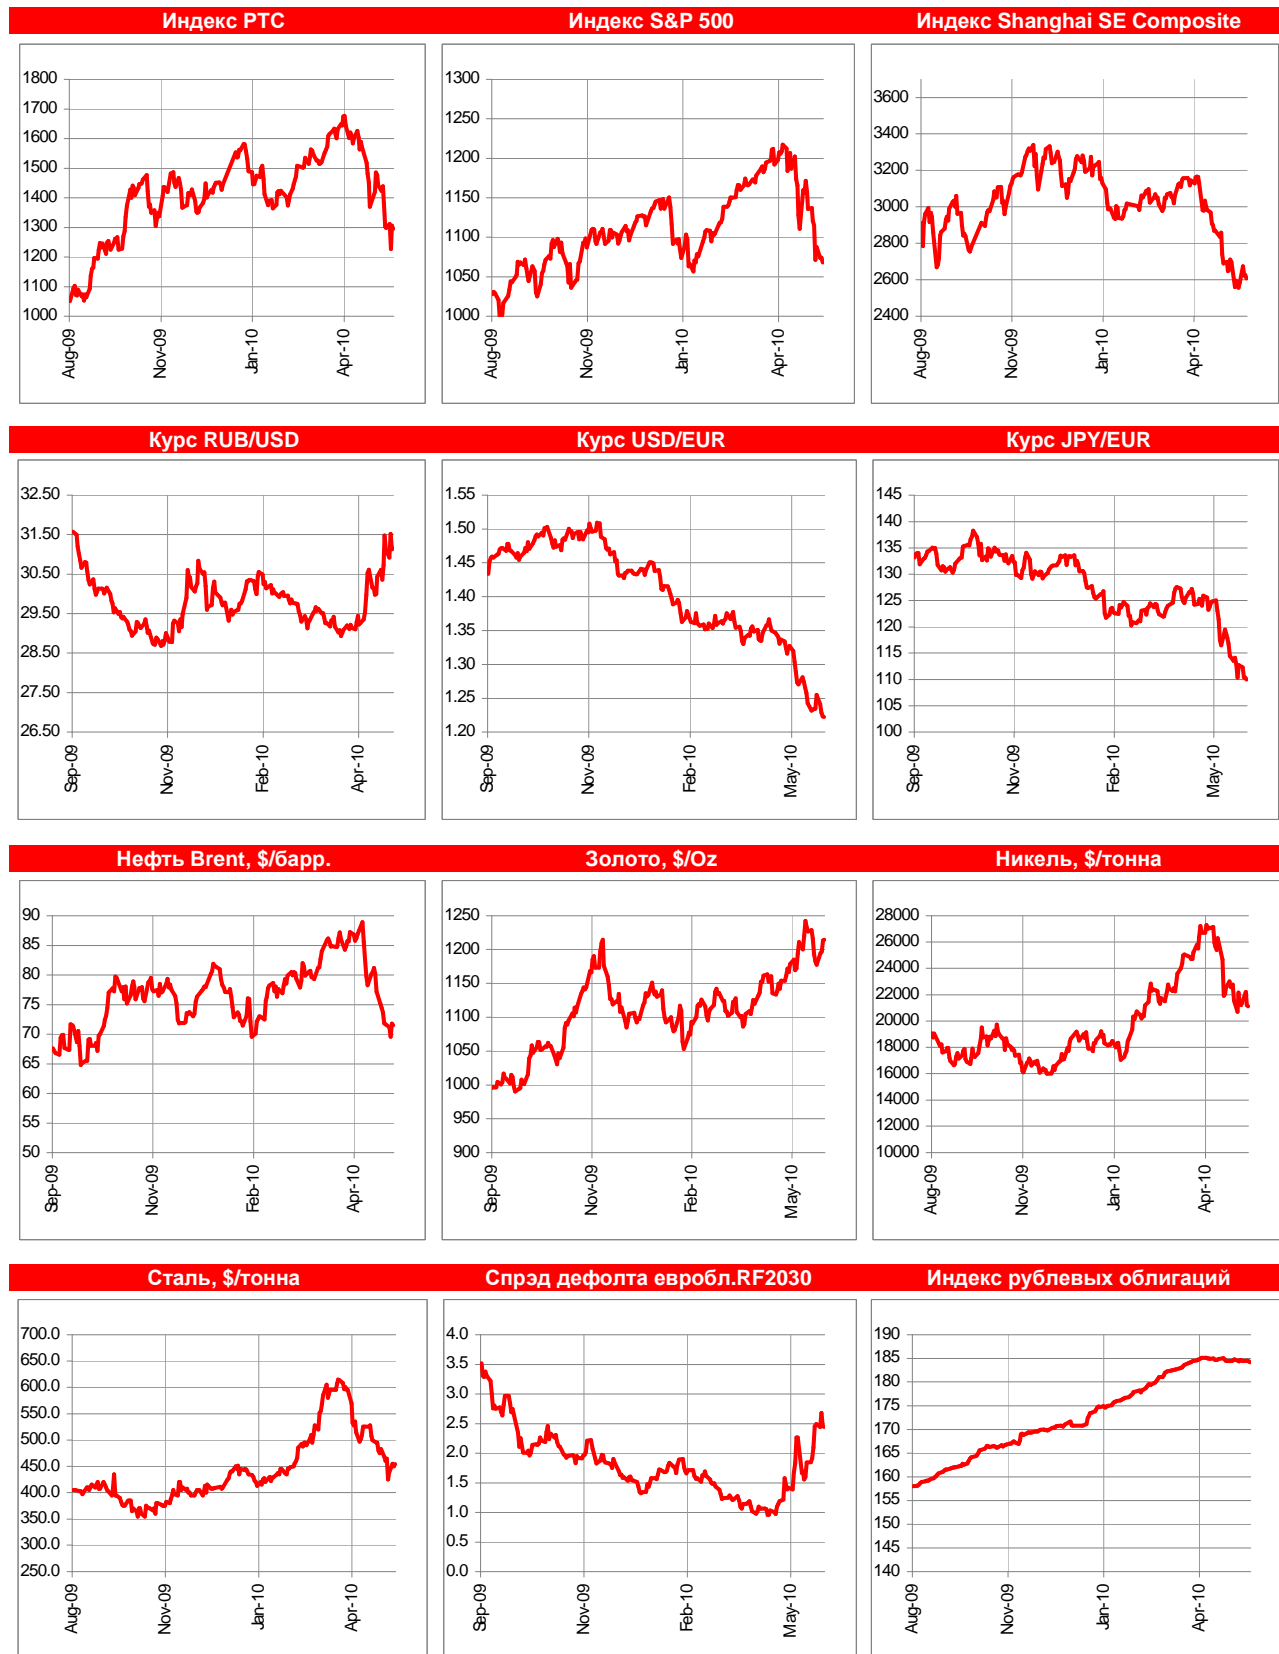 Индекс РТС
1800
1700
1600
1500
1400
1300
1200
1100
1000
Aug-09
Nov-09
Jan-10
Apr-10
Индекс S&P 500
1300
1250
1200
1150
1100
1050
1000
Aug-09
Nov-09
Jan-10
Apr-10
Индекс Shanghai SE Composite
3600
3400
3200
3000
2800
2600
2400
Aug-09
Nov-09
Jan-10
Apr-10
Курс RUB/USD
32.50
31.50
30.50
29.50
28.50
27.50
26.50
Sep-09
Nov-09
Feb-10
Apr-10
Курс USD/EUR
1.55
1.50
1.45
1.40
1.35
1.30
1.25
1.20
Sep-09
Nov-09
Feb-10
May-10
Курс JPY/EUR
145
140
135
130
125
120
115
110
105
100
Sep-09
Nov-09
Feb-10
May-10
Нефть Brent, $/барр.
90
85
80
75
70
65
60
55
50
Sep-09
Nov-09
Feb-10
Apr-10
Золото, $/Oz
1250
1200
1150
1100
1050
1000
950
900
Sep-09
Nov-09
Feb-10
May-10
Никель, $/тонна
28000
26000
24000
22000
20000
18000
16000
14000
12000
10000
Aug-09
Nov-09
Jan-10
Apr-10
Сталь, $/тонна
700.0
650.0
600.0
550.0
500.0
450.0
400.0
350.0
300.0
250.0
Aug-09
Nov-09
Jan-10
Apr-10
Спрэд дефолта евробл.RF2030
4.0
3.5
3.0
2.5
2.0
1.5
1.0
0.5
0.0
Sep-09
Nov-09
Feb-10
May-10
Индекс рублевых облигаций
190
185
180
175
170
165
160
155
150
145
140
Aug-09
Nov-09
Jan-10
Apr-10